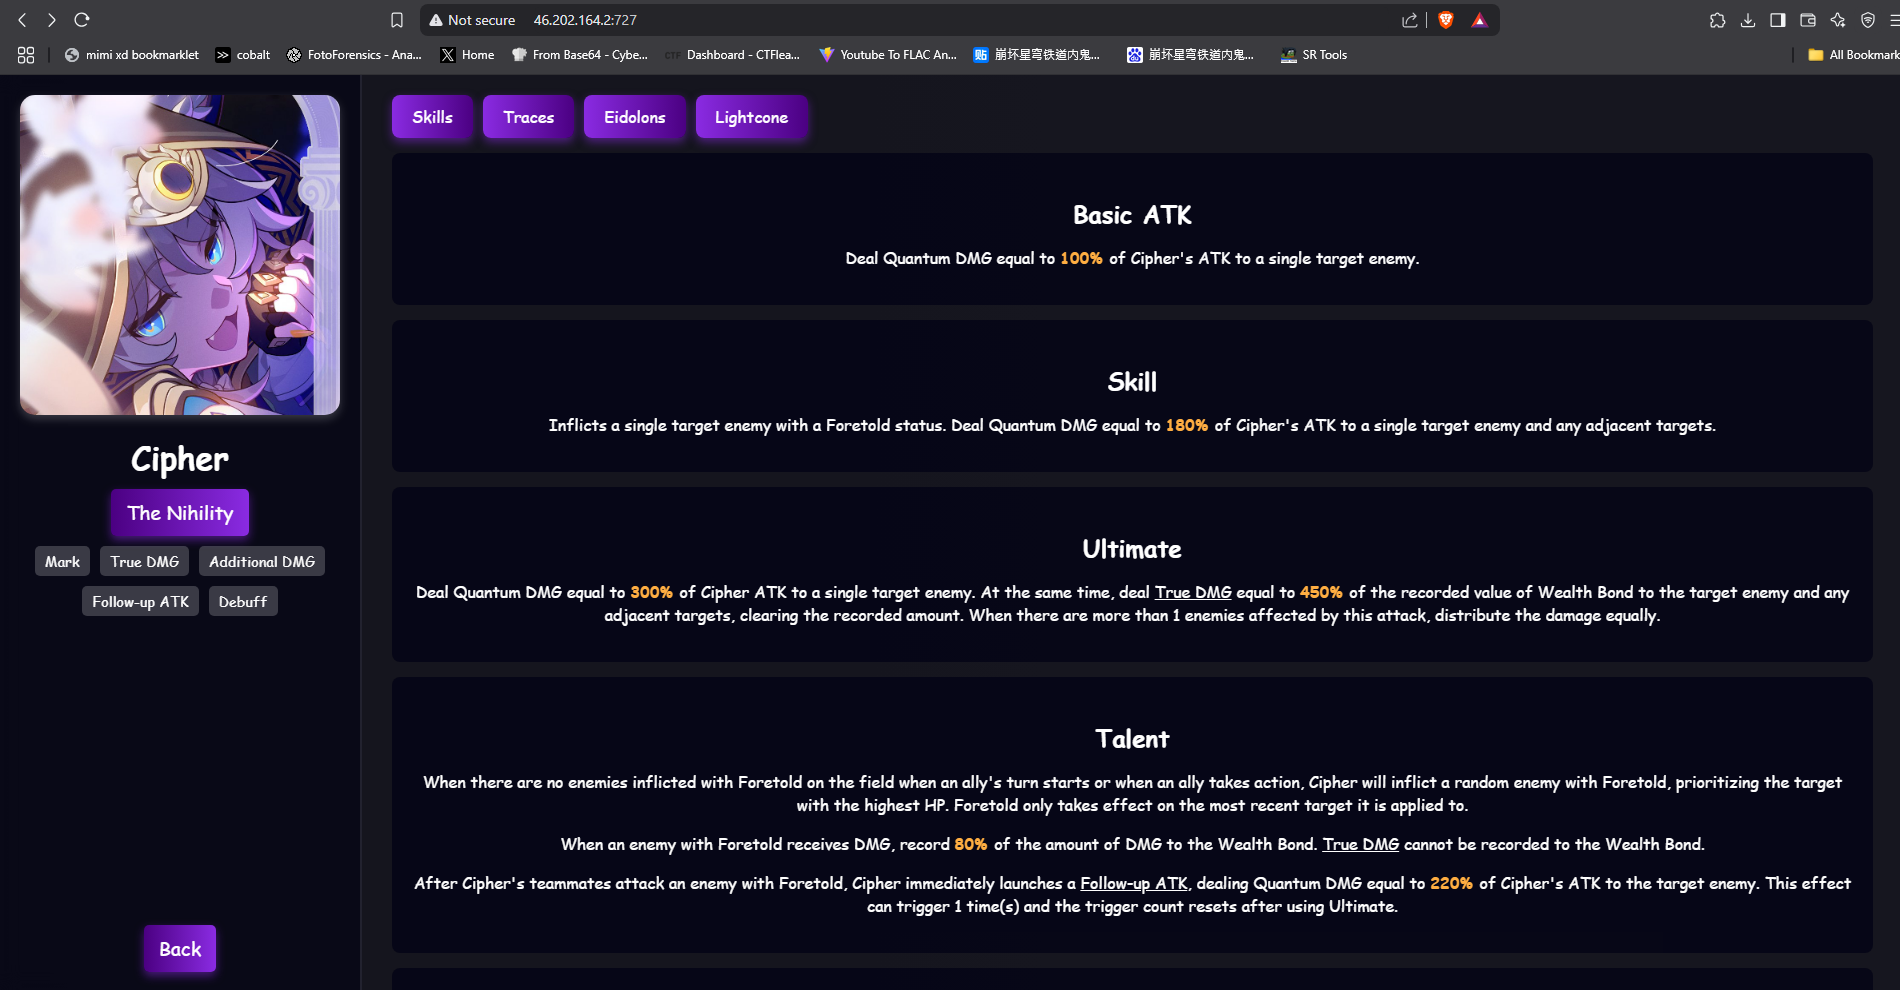 Not secure 46.202.164.2:727
mimi xd bookmarklet cobalt FotoForensics - Ana... Home From Base64 - Cybe... CTF Dashboard - CTFlea... Youtube To FLAC An... 贴 崩坏星穹铁道内鬼... 崩坏星穹铁道内鬼... SR Tools All Bookmark
Skills Traces Eidolons Lightcone
Cipher
The Nihility
Mark True DMG Additional DMG
Follow-up ATK Debuff
Back
Basic ATK
Deal Quantum DMG equal to 100% of Cipher's ATK to a single target enemy.
Skill
Inflicts a single target enemy with a Foretold status. Deal Quantum DMG equal to 180% of Cipher's ATK to a single target enemy and any adjacent targets.
Ultimate
Deal Quantum DMG equal to 300% of Cipher ATK to a single target enemy. At the same time, deal True DMG equal to 450% of the recorded value of Wealth Bond to the target enemy and any
adjacent targets, clearing the recorded amount. When there are more than 1 enemies affected by this attack, distribute the damage equally.
Talent
When there are no enemies inflicted with Foretold on the field when an ally's turn starts or when an ally takes action, Cipher will inflict a random enemy with Foretold, prioritizing the target
with the highest HP. Foretold only takes effect on the most recent target it is applied to.
When an enemy with Foretold receives DMG, record 80% of the amount of DMG to the Wealth Bond. True DMG cannot be recorded to the Wealth Bond.
After Cipher's teammates attack an enemy with Foretold, Cipher immediately launches a Follow-up ATK, dealing Quantum DMG equal to 220% of Cipher's ATK to the target enemy. This effect
can trigger 1 time(s) and the trigger count resets after using Ultimate.